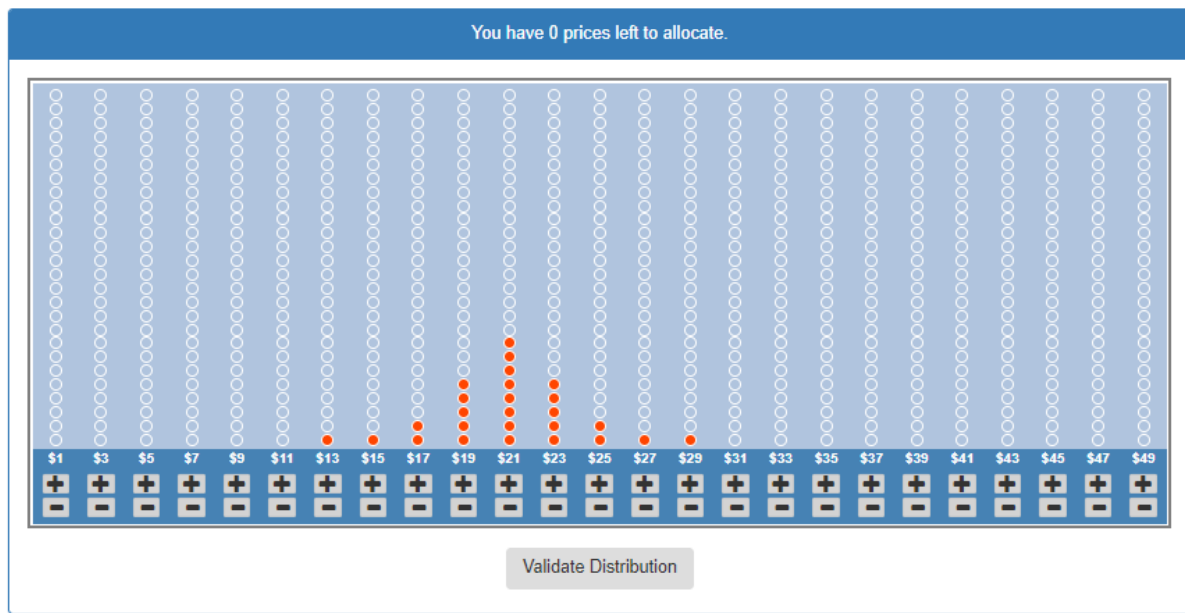 You have 0 prices left to allocate.
$1 $3 $5 $7 $9 $11 $13 $15 $17 $19 $21 $23 $25 $27 $29 $31 $33 $35 $37 $39 $41 $43 $45 $47 $49
Validate Distribution